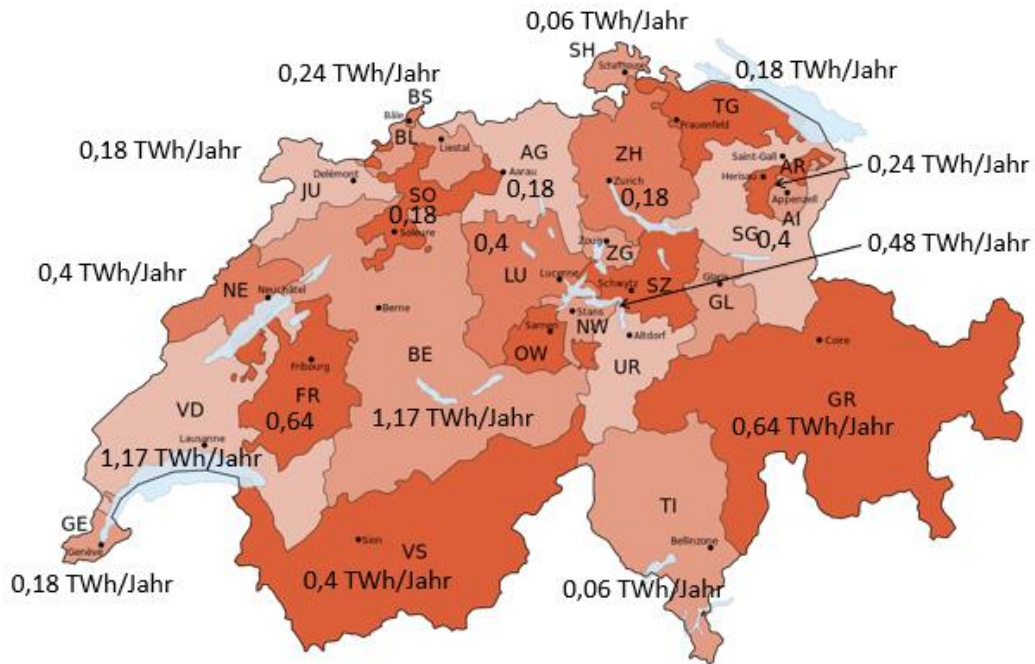 0,06 TWh/Jahr
SH
Schaffhouse
0,24 TWh/Jahr
0,18 TWh/Jahr
BS
Bâle
TG
Frauenfeld
BL
Liestal
0,18 TWh/Jahr
AG
ZH
Saint-Gall
AR
0,24 TWh/Jahr
Delémont
Aarau
Zurich
Herisau
JU
SO
0,18
0,18
Appenzell
AI
0,18
Soleure
0,4
Zoug
ZG
SG
0,4
0,48 TWh/Jahr
0,4 TWh/Jahr
NE
Neuchâtel
LU
Lucerne
Schwytz
SZ
Glaris
GL
Berne
Stans
Sarnen
NW
Altdorf
Coire
BE
OW
UR
Fribourg
FR
VD
0,64
1,17 TWh/Jahr
GR
0,64 TWh/Jahr
Lausanne
1,17 TWh/Jahr
TI
GE
Genève
Sion
VS
Bellinzone
0,18 TWh/Jahr
0,4 TWh/Jahr
0,06 TWh/Jahr